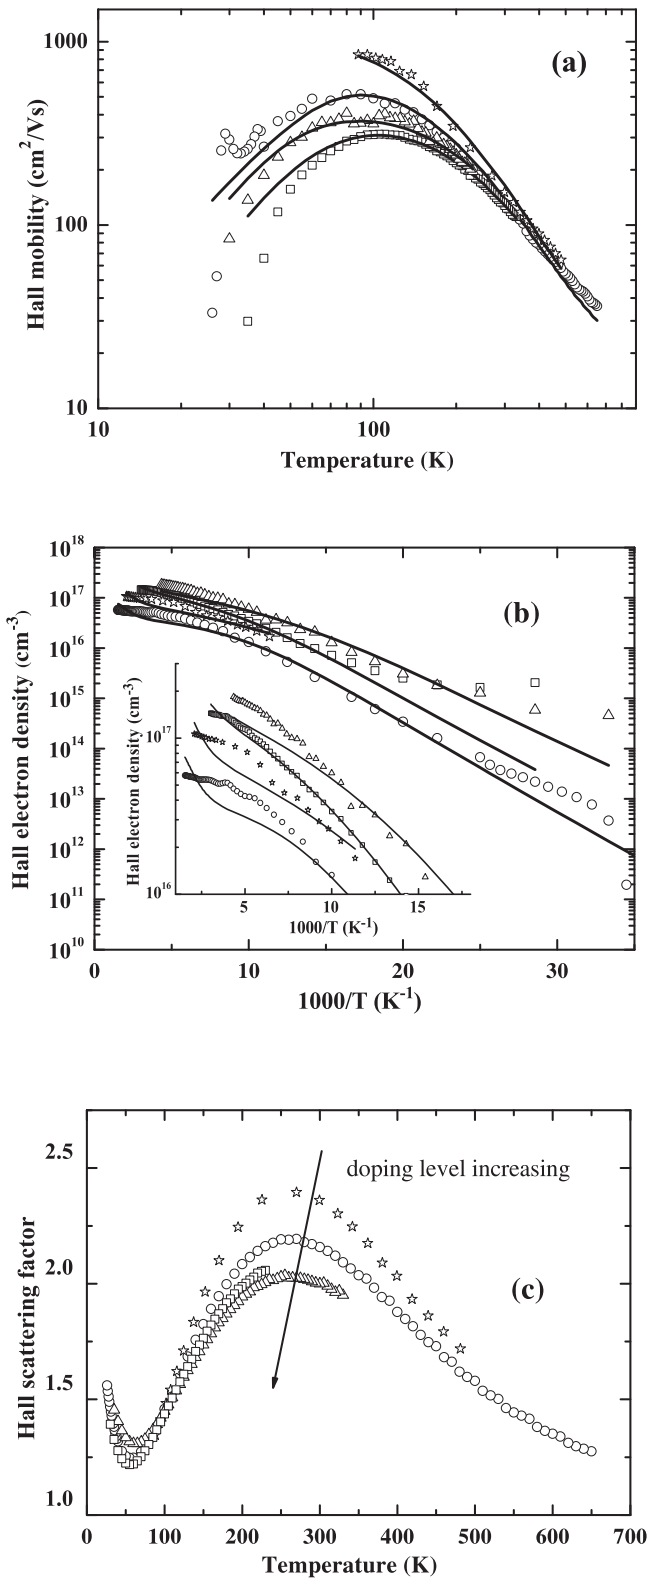 1000
(a)
Hall mobility (cm²/Vs)
100
10
10
100
Temperature (K)
10¹⁸
10¹⁷
(b)
10¹⁶
10¹⁵
10¹⁴
10¹³
10¹²
10¹¹
10¹⁰
Hall electron density (cm⁻³)
Hall electron density (cm⁻³)
10¹⁷
10¹⁶
5
10
15
1000/T (K⁻¹)
0
10
20
30
1000/T (K⁻¹)
2.5
doping level increasing
2.0
(c)
Hall scattering factor
1.5
1.0
0
100
200
300
400
500
600
700
Temperature (K)